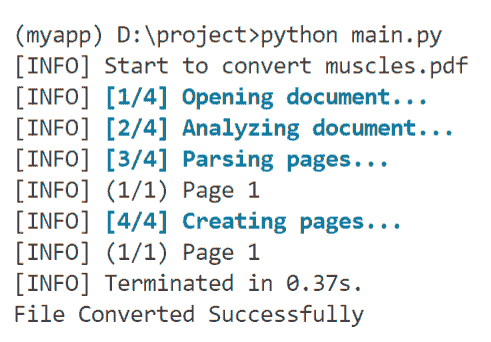 (myapp) D:\project>python main.py
[INFO] Start to convert muscles.pdf
[INFO] [1/4] Opening document...
[INFO] [2/4] Analyzing document...
[INFO] [3/4] Parsing pages...
[INFO] (1/1) Page 1
[INFO] [4/4] Creating pages...
[INFO] (1/1) Page 1
[INFO] Terminated in 0.37s.
File Converted Successfully